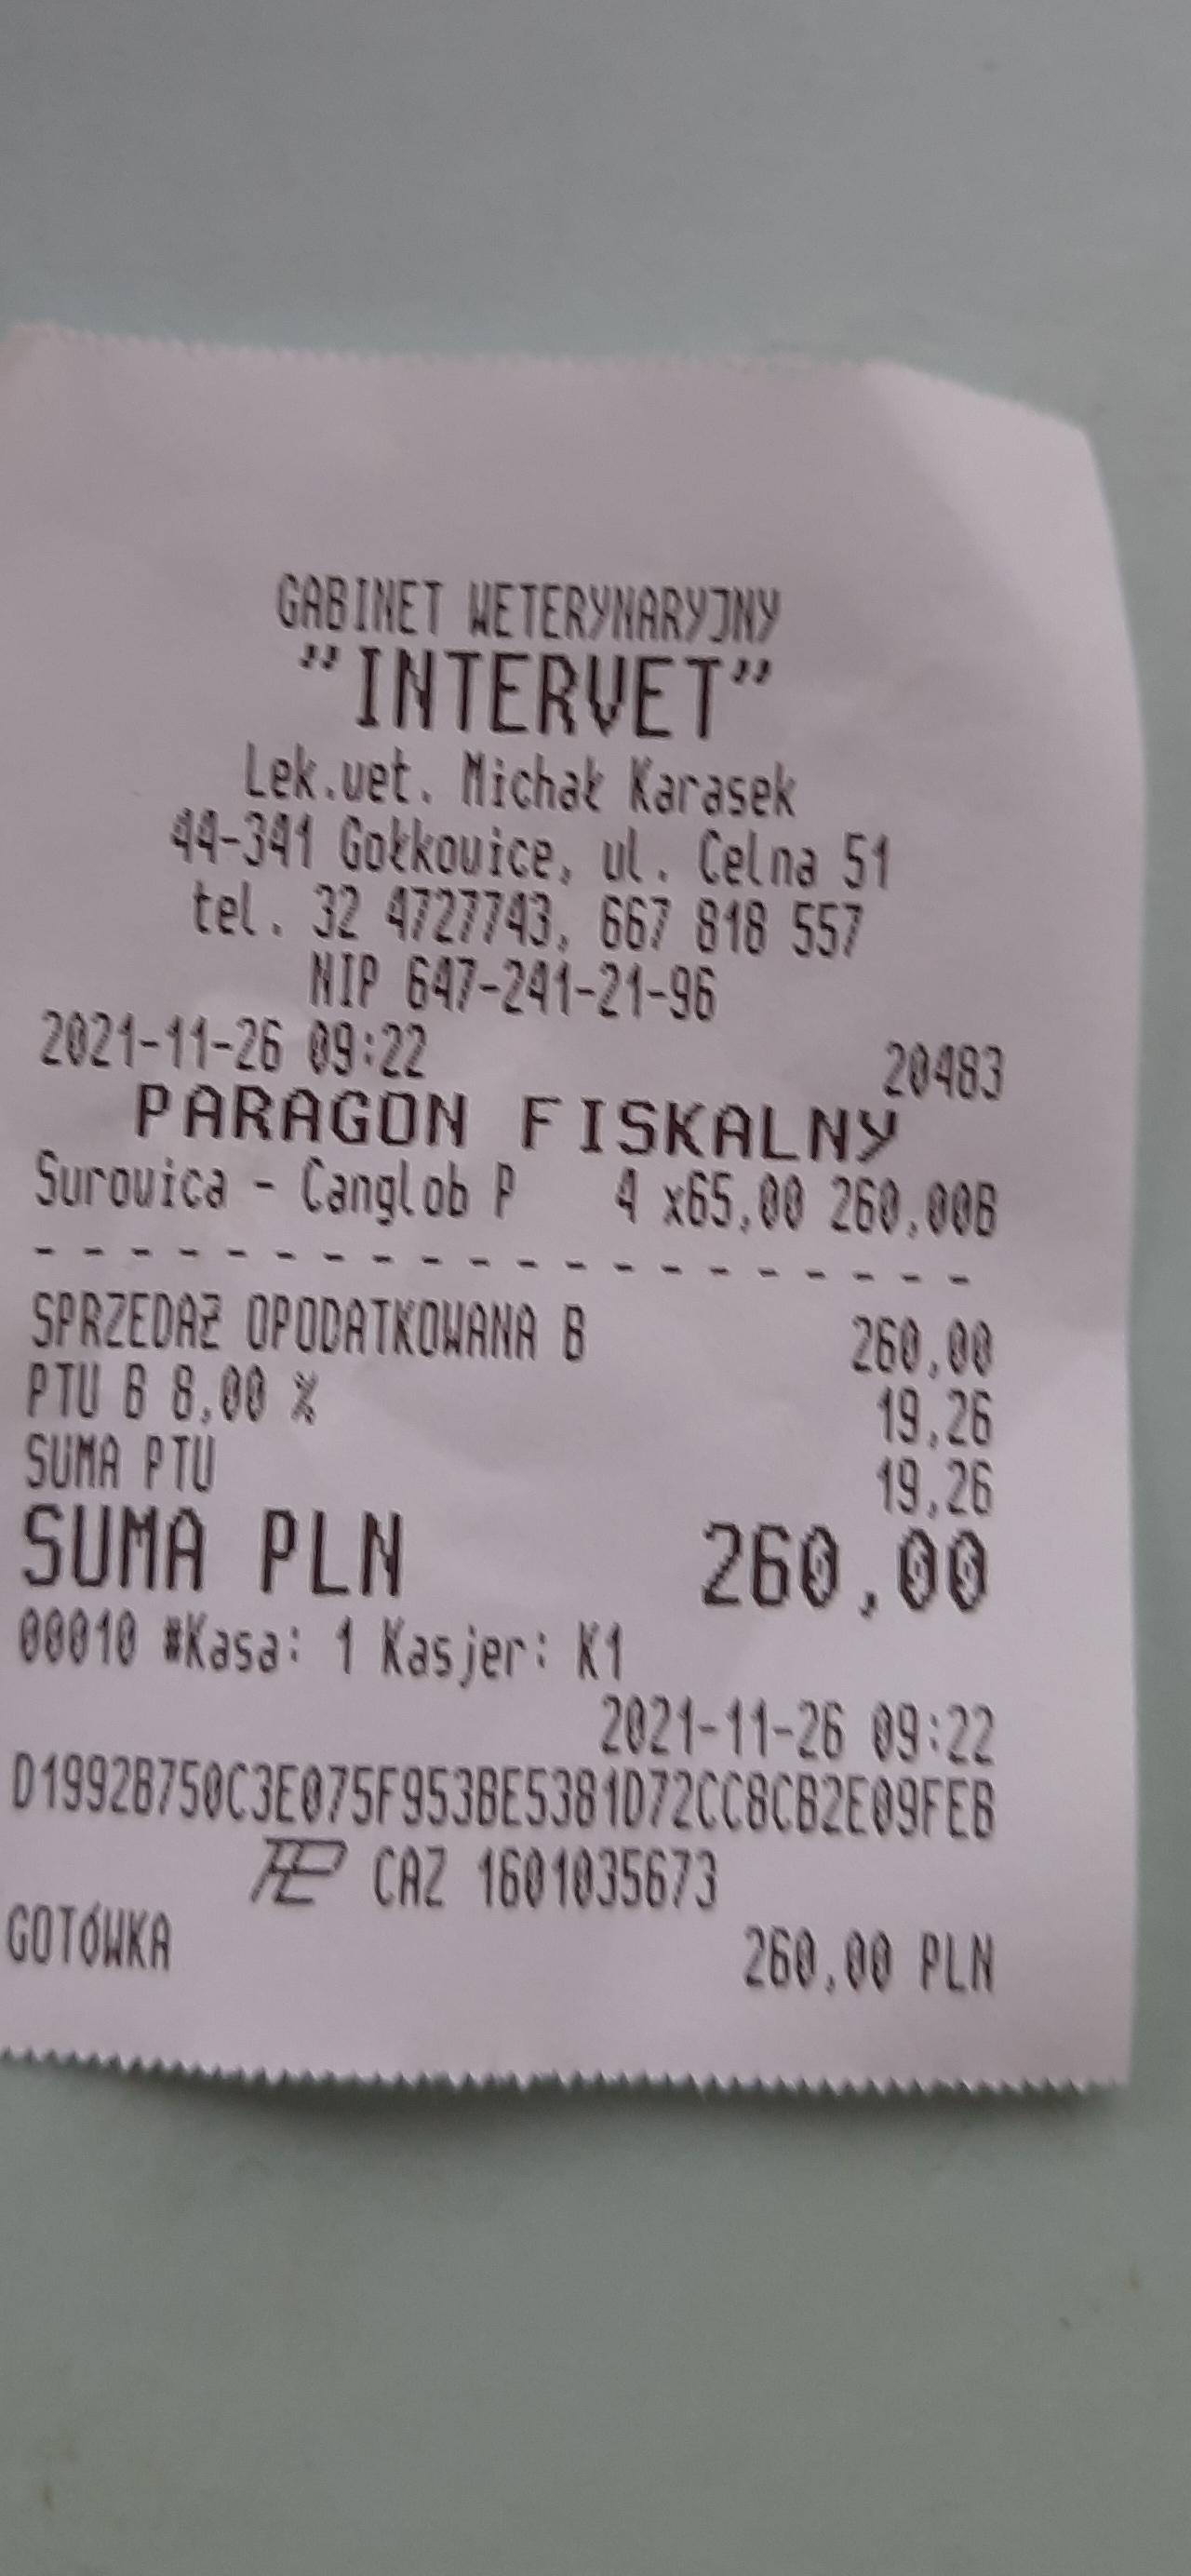 GABINET WETERYNARYJNY
"INTERVET"
Lek.wet. Michał Karasek
44-341 Gołkowice, ul. Celna 51
tel. 32 4727743, 667 818 557
NIP 647-241-21-96
2021-11-26 09:22 20483
PARAGON FISKALNY
Surowica - Canglob P 4 x65,00 260,00B
SPRZEDAŻ OPODATKOWANA B 260,00
PTU B 8,00 % 19,26
SUMA PTU 19,26
SUMA PLN 260,00
00010 #Kasa: 1 Kasjer: K1
2021-11-26 09:22
D1992B750C3E075F953BE5381D72CC8CB2E09FEB
CAZ 1601035673
GOTÓWKA 260,00 PLN